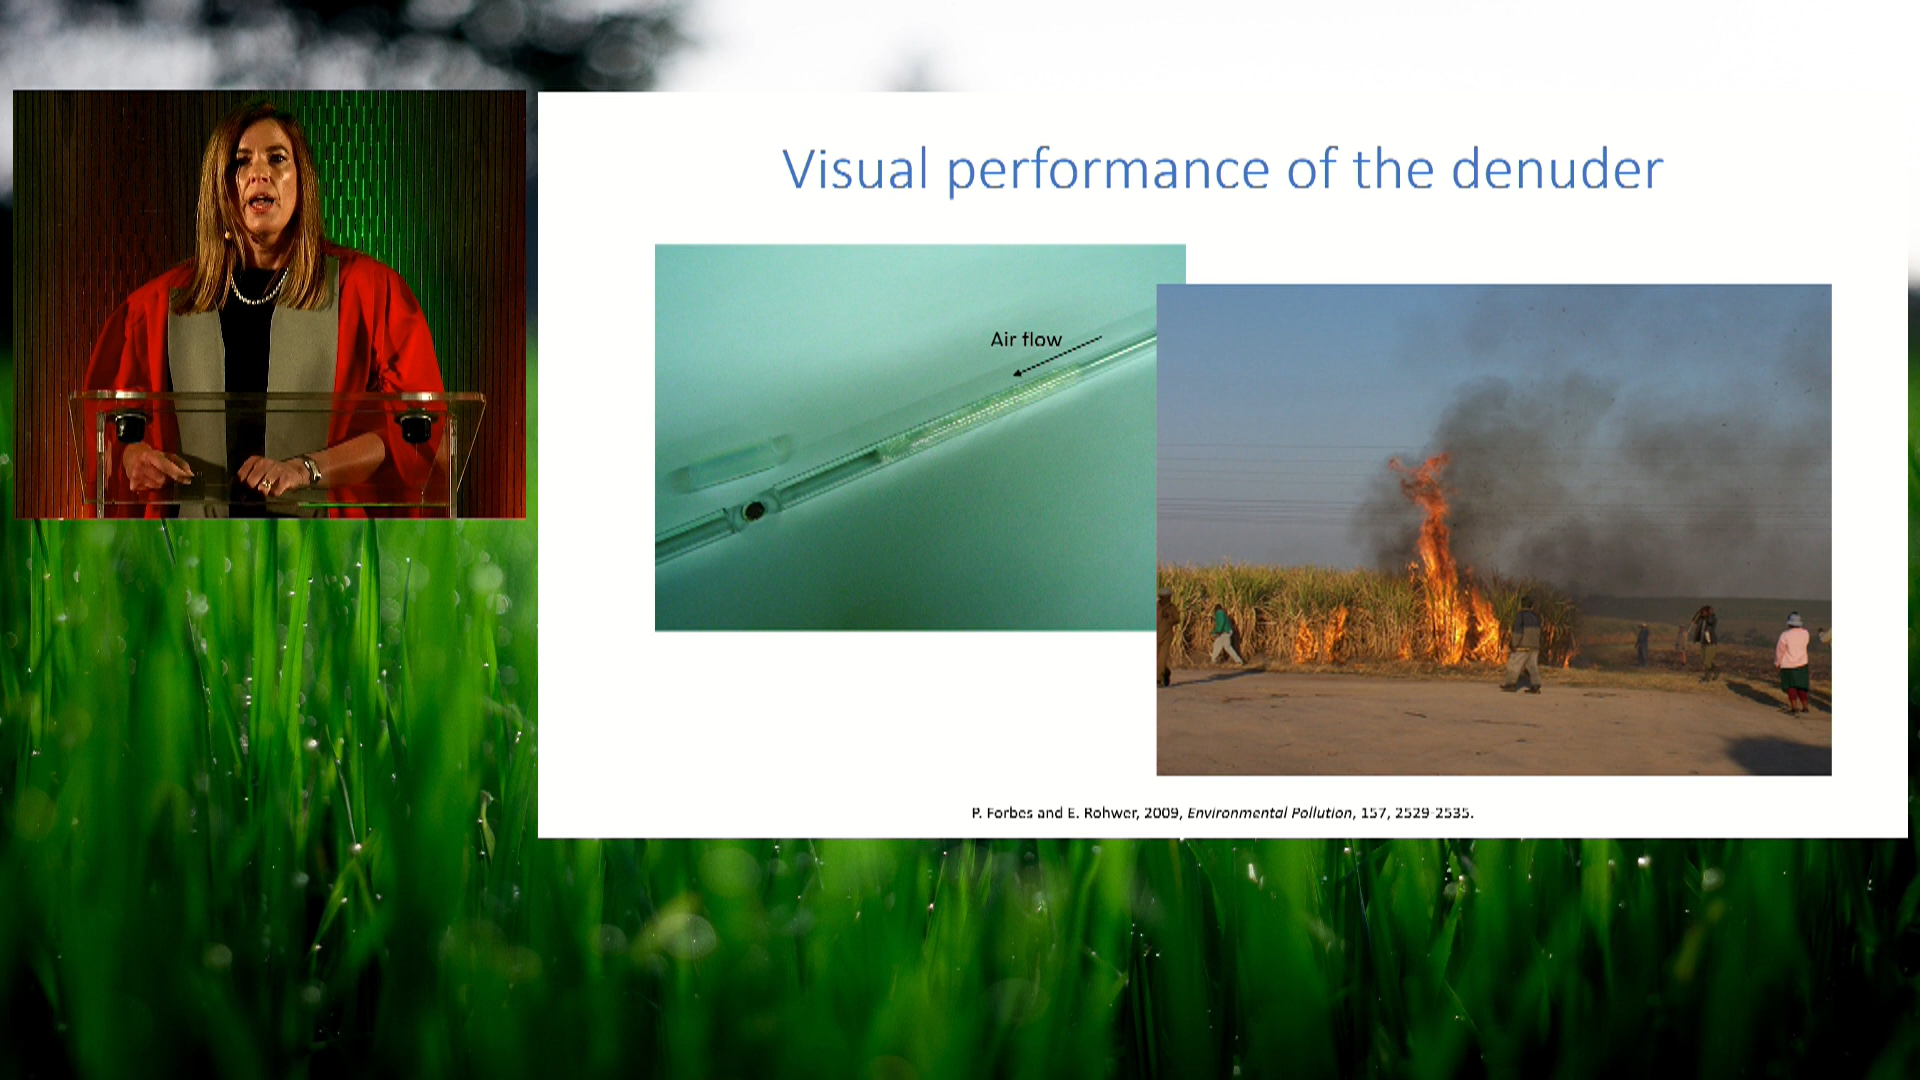 Visual performance of the denuder
Air flow
P. Forbes and E. Rohwer, 2009, Environmental Pollution, 157, 2529-2535.